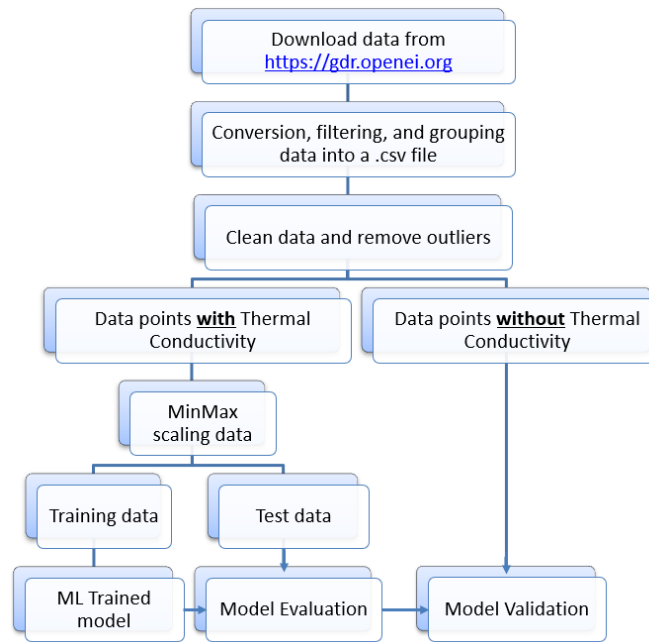 Download data from
https://gdr.openei.org
Conversion, filtering, and grouping
data into a .csv file
Clean data and remove outliers
Data points with Thermal
Conductivity
Data points without Thermal
Conductivity
MinMax
scaling data
Training data
Test data
ML Trained
model
Model Evaluation
Model Validation